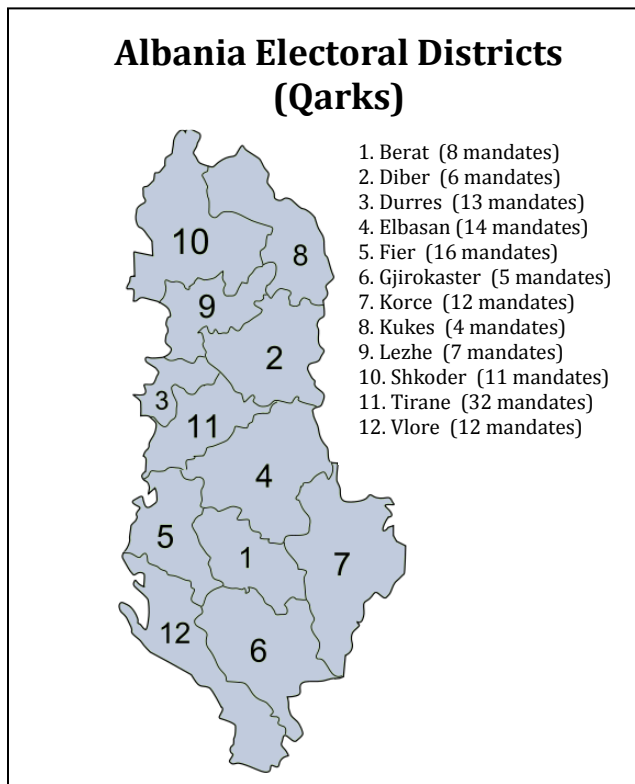 Albania Electoral Districts
(Qarks)
1. Berat (8 mandates)
2. Diber (6 mandates)
3. Durres (13 mandates)
4. Elbasan (14 mandates)
5. Fier (16 mandates)
6. Gjirokaster (5 mandates)
7. Korce (12 mandates)
8. Kukes (4 mandates)
9. Lezhe (7 mandates)
10. Shkoder (11 mandates)
11. Tirane (32 mandates)
12. Vlore (12 mandates)
10
8
9
2
3
11
4
5
1
7
12
6